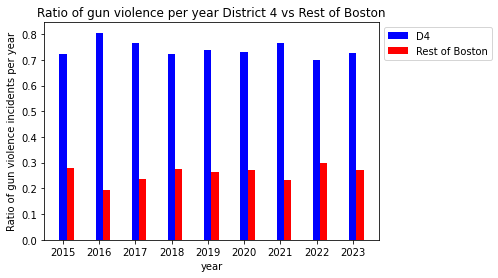 Ratio of gun violence per year District 4 vs Rest of Boston
Ratio of gun violence incidents per year
0.8
0.7
0.6
0.5
0.4
0.3
0.2
0.1
0.0
2015 2016 2017 2018 2019 2020 2021 2022 2023
year
D4
Rest of Boston